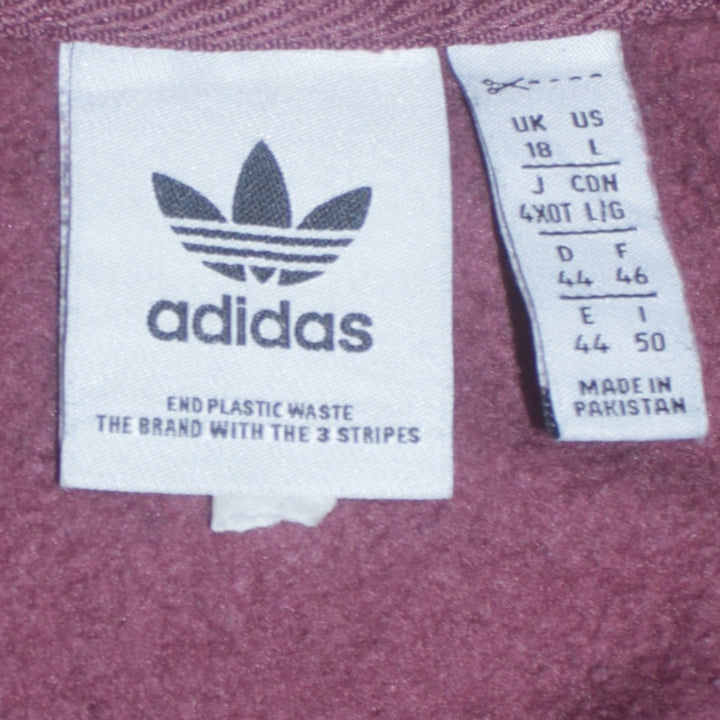 adidas
END PLASTIC WASTE
THE BRAND WITH THE 3 STRIPES
UK US
18 L
J CDN
4XOT L/G
D F
44 46
E I
44 50
MADE IN
PAKISTAN